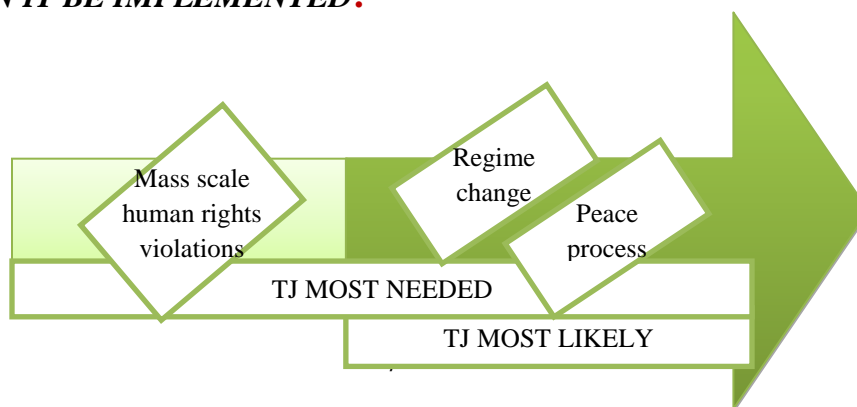 IT BE IMPLEMENTED?
Mass scale
human rights
violations
Regime
change
Peace
process
TJ MOST NEEDED
TJ MOST LIKELY